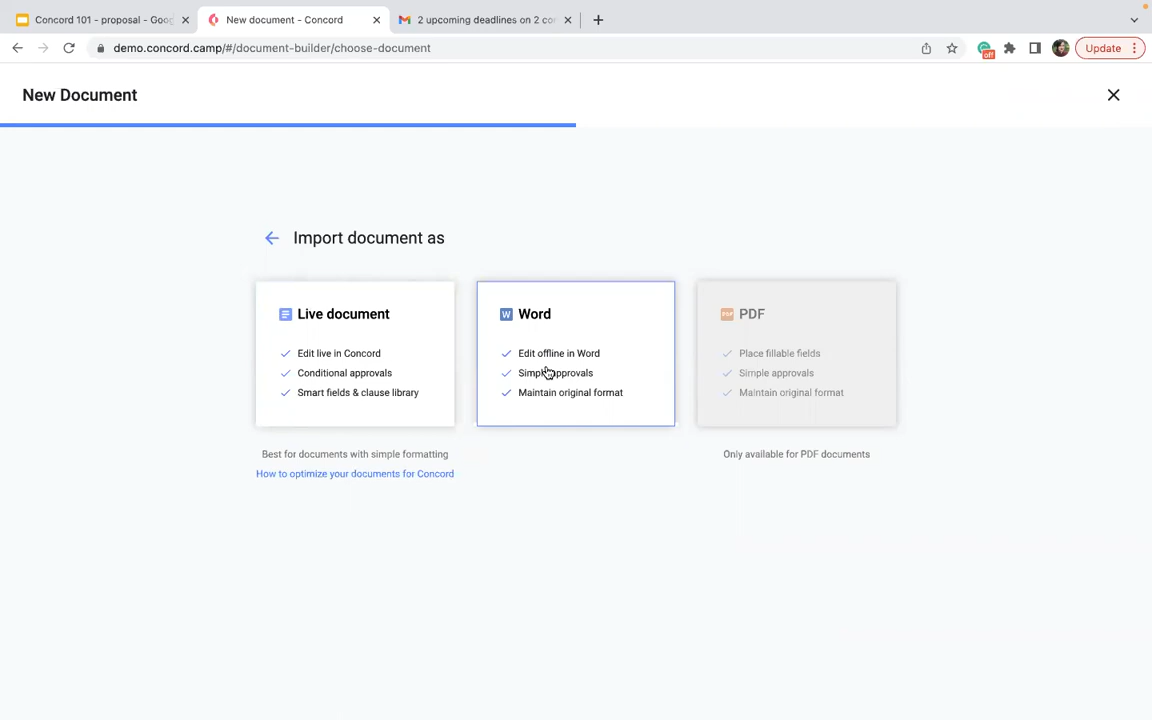 Concord 101 - proposal - Goo
New document - Concord
2 upcoming deadlines on 2 co
demo.concord.camp/#/document-builder/choose-document
off
Update
New Document
Import document as
Live document
Edit live in Concord
Conditional approvals
Smart fields & clause library
W
Word
Edit offline in Word
Simple approvals
Maintain original format
PDF
PDF
Place fillable fields
Simple approvals
Maintain original format
Best for documents with simple formatting
How to optimize your documents for Concord
Only available for PDF documents